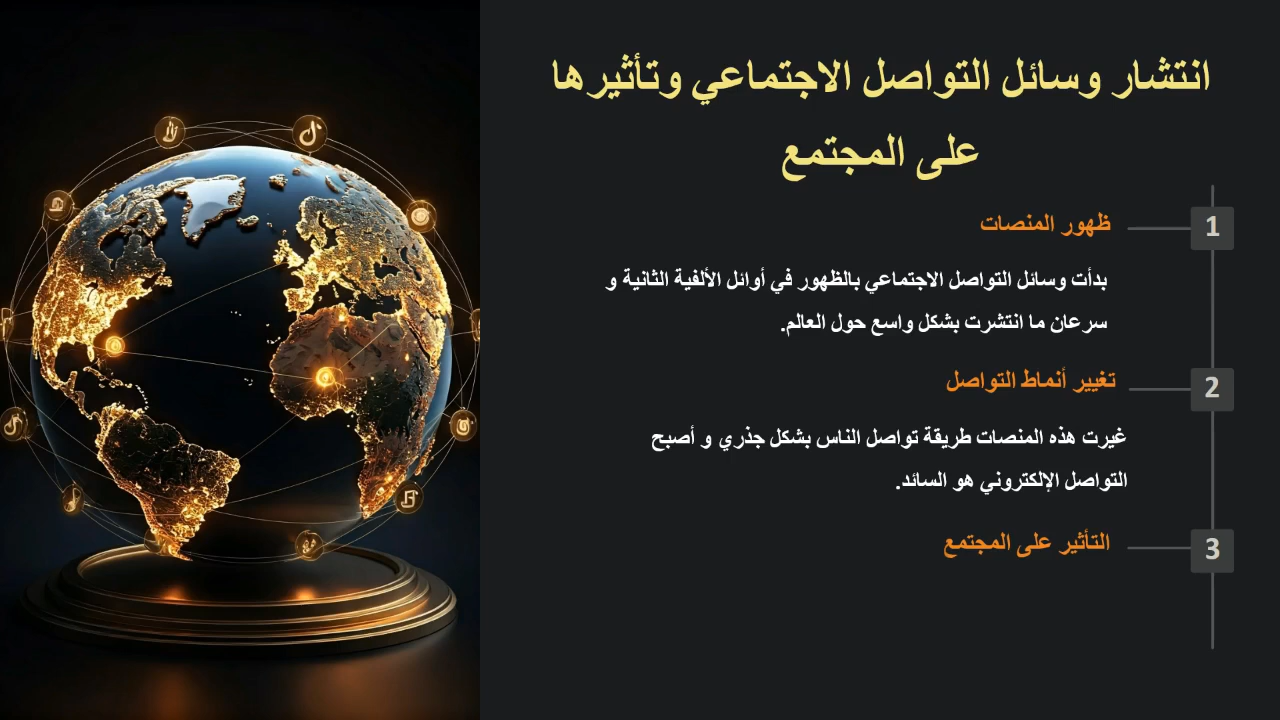 انتشار وسائل التواصل الاجتماعي وتأثيرها
على المجتمع
1
ظهور المنصات
بدأت وسائل التواصل الاجتماعي بالظهور في أوائل الألفية الثانية و
سرعان ما انتشرت بشكل واسع حول العالم.
2
تغيير أنماط التواصل
غيرت هذه المنصات طريقة تواصل الناس بشكل جذري و أصبح
التواصل الإلكتروني هو السائد.
3
التأثير على المجتمع